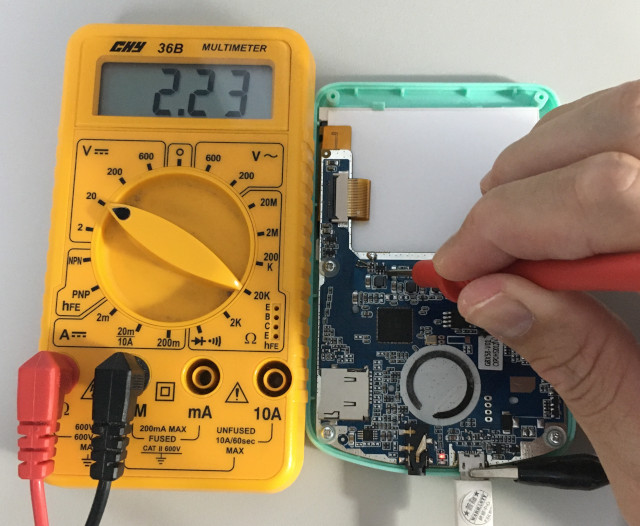 CHY 36B MULTIMETER
2.23
V
V~
600
600
200
200
20
20M
2
2M
NPN
200
K
PNP
20K
hFE
2m
2K
A
20m
10A
200m
Ω
E
B
C
E
hFE
Ω
M
mA
10A
600V
600V
MAX
200mA MAX
FUSED
CAT II 600V
UNFUSED
10A/60sec
MAX
WARRANTY